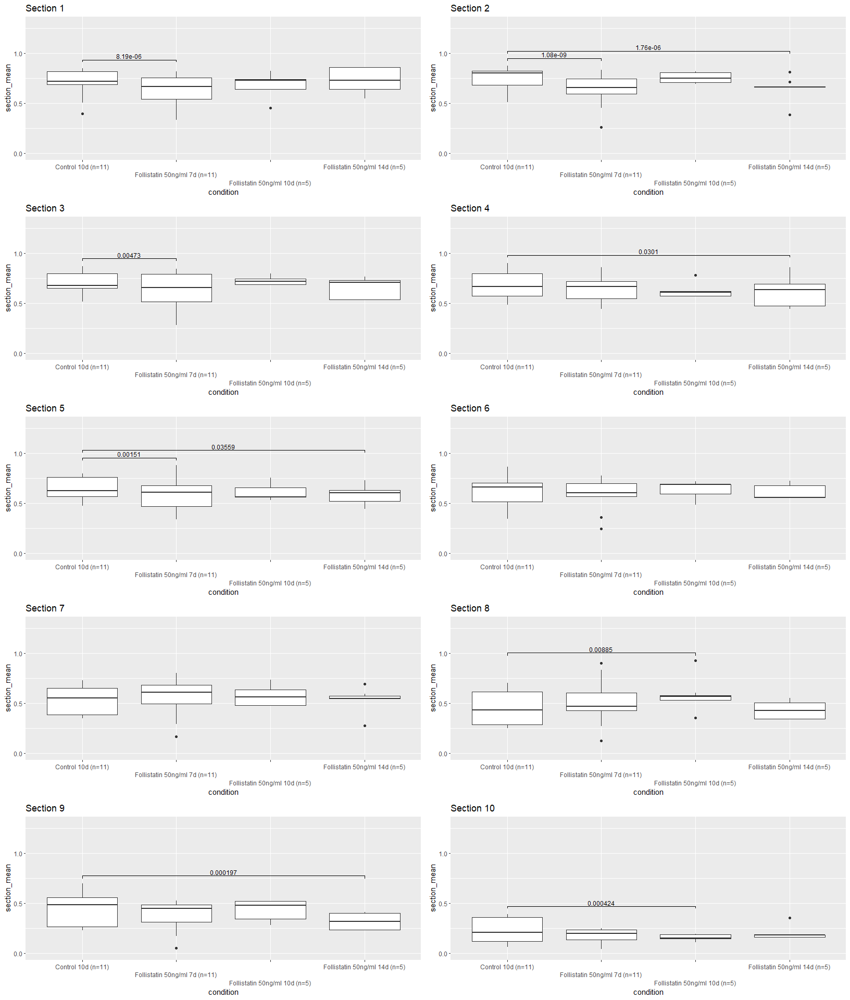 Section 1
section_mean
1.0
0.5
0.0
8.19e-06
Control 10d (n=11)
Follistatin 50ng/ml 7d (n=11)
Follistatin 50ng/ml 10d (n=5)
Follistatin 50ng/ml 14d (n=5)
condition
Section 2
section_mean
1.0
0.5
0.0
1.76e-06
1.08e-09
Control 10d (n=11)
Follistatin 50ng/ml 7d (n=11)
Follistatin 50ng/ml 10d (n=5)
Follistatin 50ng/ml 14d (n=5)
condition
Section 3
section_mean
1.0
0.5
0.0
0.00473
Control 10d (n=11)
Follistatin 50ng/ml 7d (n=11)
Follistatin 50ng/ml 10d (n=5)
Follistatin 50ng/ml 14d (n=5)
condition
Section 4
section_mean
1.0
0.5
0.0
0.0301
Control 10d (n=11)
Follistatin 50ng/ml 7d (n=11)
Follistatin 50ng/ml 10d (n=5)
Follistatin 50ng/ml 14d (n=5)
condition
Section 5
section_mean
1.0
0.5
0.0
0.03559
0.00151
Control 10d (n=11)
Follistatin 50ng/ml 7d (n=11)
Follistatin 50ng/ml 10d (n=5)
Follistatin 50ng/ml 14d (n=5)
condition
Section 6
section_mean
1.0
0.5
0.0
Control 10d (n=11)
Follistatin 50ng/ml 7d (n=11)
Follistatin 50ng/ml 10d (n=5)
Follistatin 50ng/ml 14d (n=5)
condition
Section 7
section_mean
1.0
0.5
0.0
Control 10d (n=11)
Follistatin 50ng/ml 7d (n=11)
Follistatin 50ng/ml 10d (n=5)
Follistatin 50ng/ml 14d (n=5)
condition
Section 8
section_mean
1.0
0.5
0.0
0.00885
Control 10d (n=11)
Follistatin 50ng/ml 7d (n=11)
Follistatin 50ng/ml 10d (n=5)
Follistatin 50ng/ml 14d (n=5)
condition
Section 9
section_mean
1.0
0.5
0.0
0.000197
Control 10d (n=11)
Follistatin 50ng/ml 7d (n=11)
Follistatin 50ng/ml 10d (n=5)
Follistatin 50ng/ml 14d (n=5)
condition
Section 10
section_mean
1.0
0.5
0.0
0.000424
Control 10d (n=11)
Follistatin 50ng/ml 7d (n=11)
Follistatin 50ng/ml 10d (n=5)
Follistatin 50ng/ml 14d (n=5)
condition